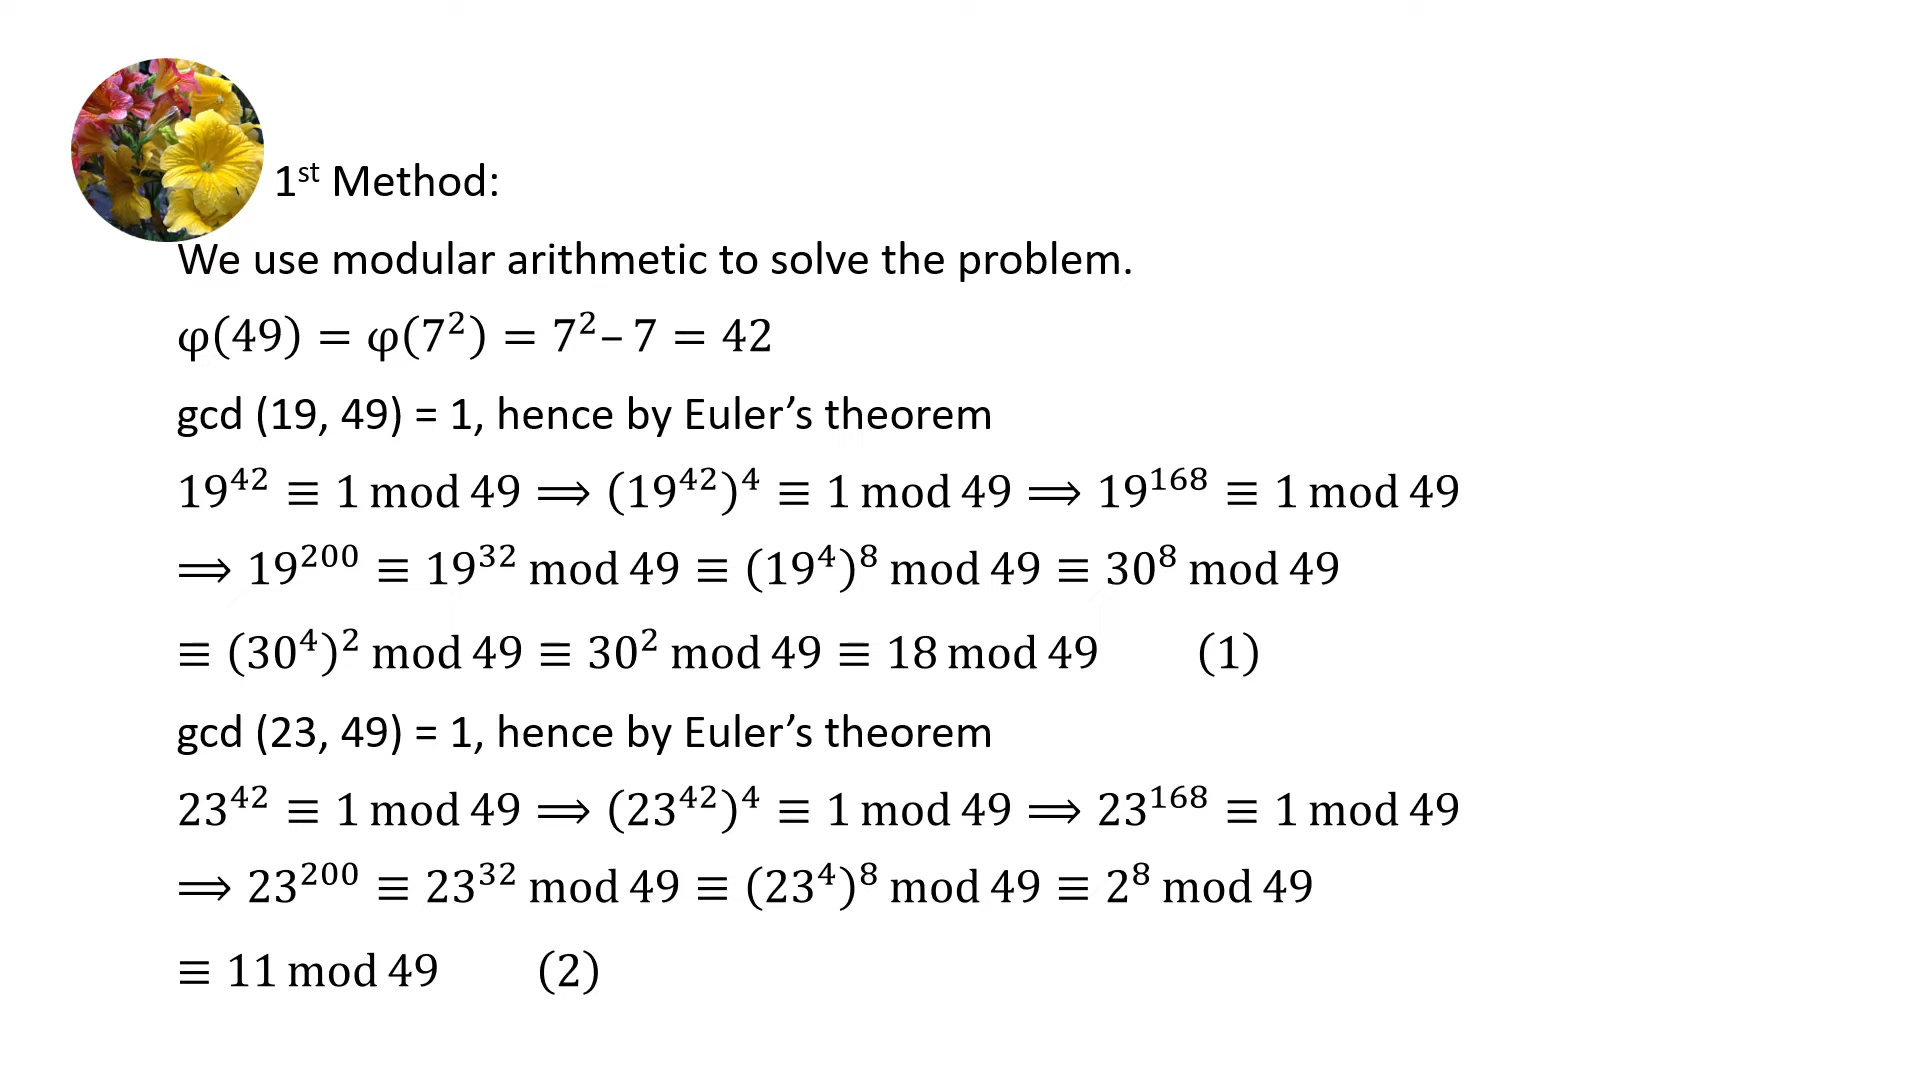 1st Method:
We use modular arithmetic to solve the problem.
φ(49) = φ(7²) = 7²– 7 = 42
gcd (19, 49) = 1, hence by Euler’s theorem
19⁴² ≡ 1 mod 49 ⟹ (19⁴²)⁴ ≡ 1 mod 49 ⟹ 19¹⁶⁸ ≡ 1 mod 49
⟹ 19²⁰⁰ ≡ 19³² mod 49 ≡ (19⁴)⁸ mod 49 ≡ 30⁸ mod 49
≡ (30⁴)² mod 49 ≡ 30² mod 49 ≡ 18 mod 49 (1)
gcd (23, 49) = 1, hence by Euler’s theorem
23⁴² ≡ 1 mod 49 ⟹ (23⁴²)⁴ ≡ 1 mod 49 ⟹ 23¹⁶⁸ ≡ 1 mod 49
⟹ 23²⁰⁰ ≡ 23³² mod 49 ≡ (23⁴)⁸ mod 49 ≡ 2⁸ mod 49
≡ 11 mod 49 (2)